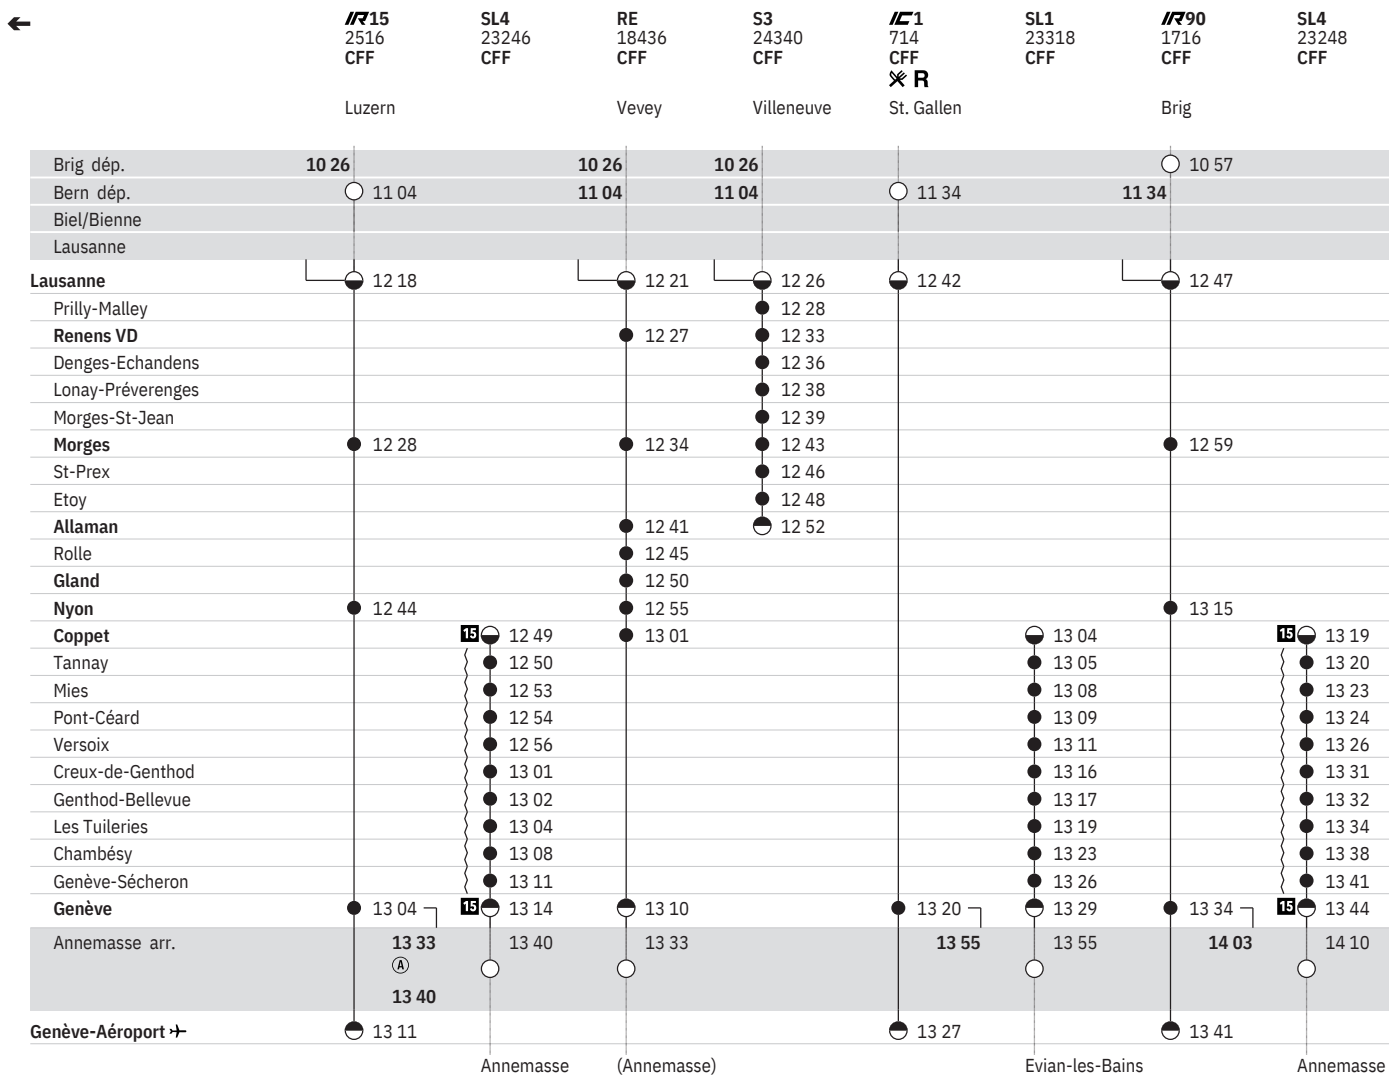 IR15 SL4 RE S3 IC1 SL1 IR90 SL4
2516 23246 18436 24340 714 23318 1716 23248
CFF CFF CFF CFF CFF CFF CFF CFF
R
Luzern Vevey Villeneuve St. Gallen Brig
Brig dép. 10 26 10 26 10 26 10 57
Bern dép. 11 04 11 04 11 04 11 34 11 34
Biel/Bienne
Lausanne
Lausanne 12 18 12 21 12 26 12 42 12 47
Prilly-Malley 12 28
Renens VD 12 27 12 33
Denges-Echandens 12 36
Lonay-Préverenges 12 38
Morges-St-Jean 12 39
Morges 12 28 12 34 12 43 12 59
St-Prex 12 46
Etoy 12 48
Allaman 12 41 12 52
Rolle 12 45
Gland 12 50
Nyon 12 44 12 55 13 15
Coppet 15 12 49 13 01 13 04 15 13 19
Tannay 12 50 13 05 13 20
Mies 12 53 13 08 13 23
Pont-Céard 12 54 13 09 13 24
Versoix 12 56 13 11 13 26
Creux-de-Genthod 13 01 13 16 13 31
Genthod-Bellevue 13 02 13 17 13 32
Les Tuileries 13 04 13 19 13 34
Chambésy 13 08 13 23 13 38
Genève-Sécheron 13 11 13 26 13 41
Genève 13 04 15 13 14 13 10 13 20 13 29 13 34 15 13 44
Annemasse arr. 13 33 13 40 13 33 13 55 13 55 14 03 14 10
A
13 40
Genève-Aéroport 13 11 13 27 13 41
Annemasse (Annemasse) Evian-les-Bains Annemasse